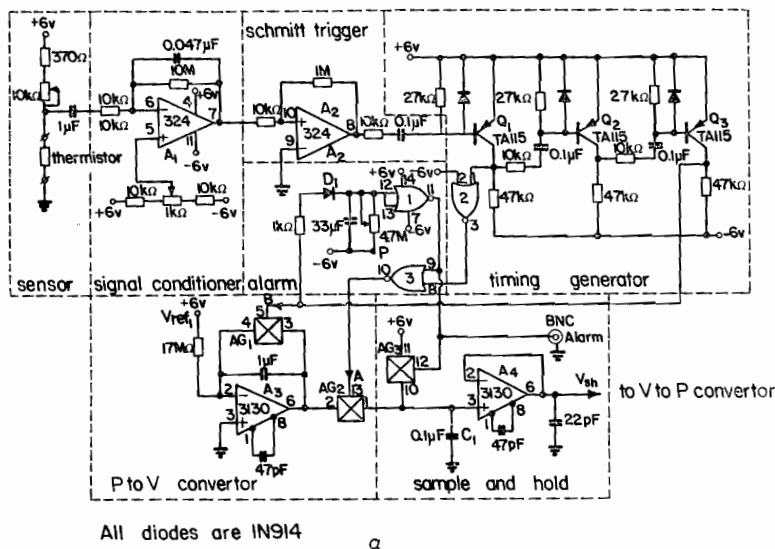 schmitt trigger
+6v
370Ω
10kΩ
1µF
thermistor
sensor
0.047µF
10M
+6v
10kΩ
10kΩ
6
4
7
324
5
11
A1
-6v
10kΩ
10kΩ
+6v
1kΩ
-6v
signal conditioner
1M
10kΩ
10
A2
324
8
9
A2
10kΩ
0.1µF
+6v
27kΩ
Q1
TA115
27kΩ
Q2
TA115
27kΩ
Q3
TA115
10kΩ
0.1µF
10kΩ
0.1µF
47kΩ
47kΩ
47kΩ
-6v
timing generator
D1
+6v
-6v
12
14
1
11
13
7
-6v
1kΩ
33µF
47M
P
-6v
2
1
2
3
10
3
9
8
alarm
+6v
Vref1
17MΩ
B
5
4
3
AG1
1µF
2
A3
3130
6
3
1
8
47pF
P to V convertor
A
AG2
13
2
1
+6v
AG3
11
12
10
BNC
Alarm
2
A4
3130
6
3
1
8
47pF
0.1µF
C1
Vsh
22pF
to V to P convertor
sample and hold
All diodes are IN914
a